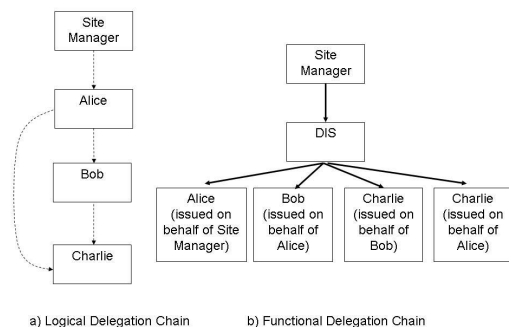 Site
Manager
Alice
Bob
Charlie
Site
Manager
DIS
Alice
(issued on
behalf of Site
Manager)
Bob
(issued on
behalf of
Alice)
Charlie
(issued on
behalf of
Bob)
Charlie
(issued on
behalf of
Alice)
a) Logical Delegation Chain
b) Functional Delegation Chain